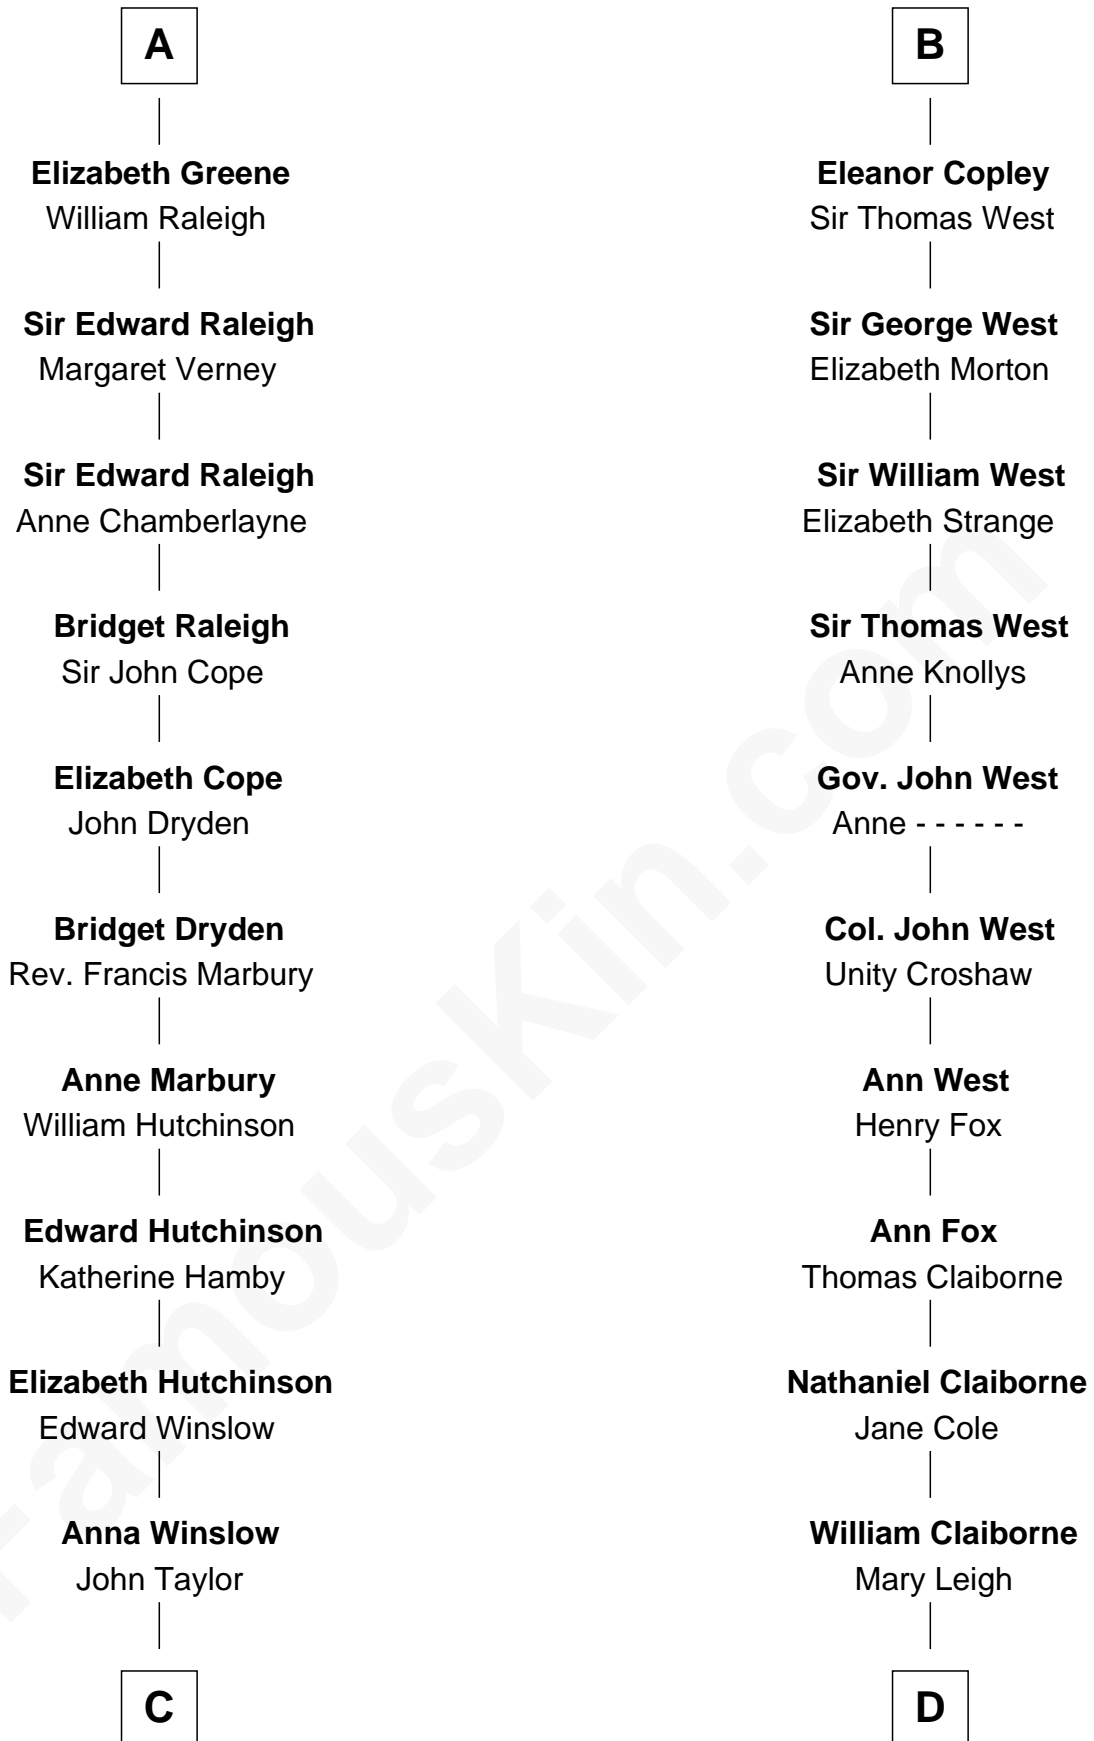 A
Elizabeth Greene
William Raleigh
Sir Edward Raleigh
Margaret Verney
Sir Edward Raleigh
Anne Chamberlayne
Bridget Raleigh
Sir John Cope
Elizabeth Cope
John Dryden
Bridget Dryden
Rev. Francis Marbury
Anne Marbury
William Hutchinson
Edward Hutchinson
Katherine Hamby
Elizabeth Hutchinson
Edward Winslow
Anna Winslow
John Taylor
C
B
Eleanor Copley
Sir Thomas West
Sir George West
Elizabeth Morton
Sir William West
Elizabeth Strange
Sir Thomas West
Anne Knollys
Gov. John West
Anne - - - - - -
Col. John West
Unity Croshaw
Ann West
Henry Fox
Ann Fox
Thomas Claiborne
Nathaniel Claiborne
Jane Cole
William Claiborne
Mary Leigh
D
FamousKin.com